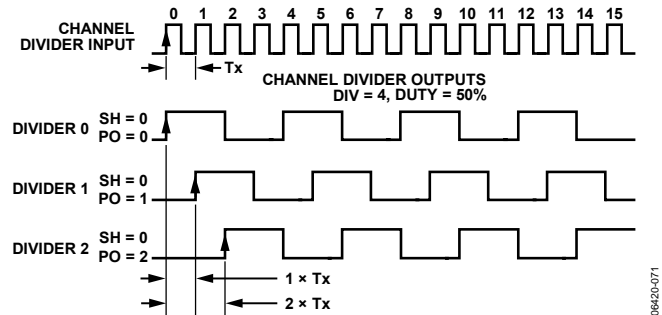 0 1 2 3 4 5 6 7 8 9 10 11 12 13 14 15
CHANNEL
DIVIDER INPUT
Tx
CHANNEL DIVIDER OUTPUTS
DIV = 4, DUTY = 50%
DIVIDER 0
SH = 0
PO = 0
DIVIDER 1
SH = 0
PO = 1
DIVIDER 2
SH = 0
PO = 2
1 × Tx
2 × Tx
06420-071